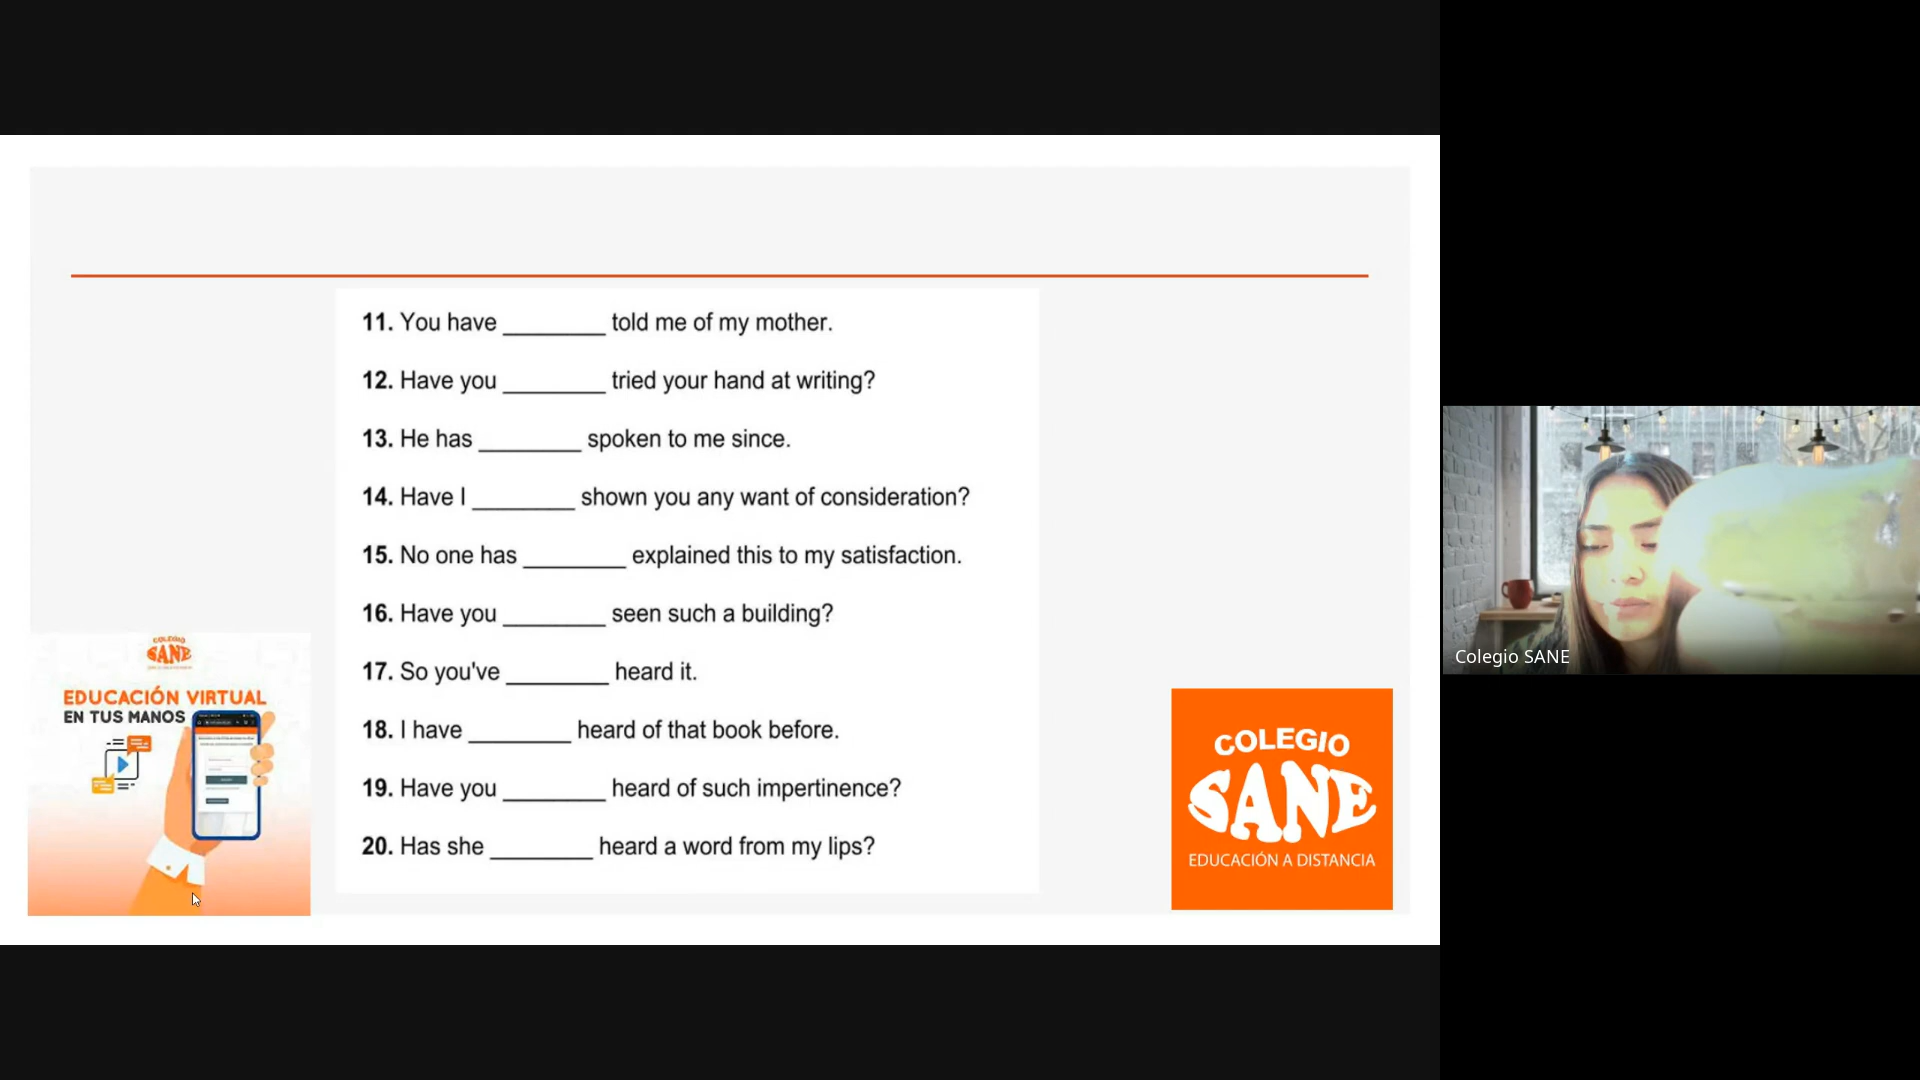 11. You have ________ told me of my mother.
12. Have you ________ tried your hand at writing?
13. He has ________ spoken to me since.
14. Have I ________ shown you any want of consideration?
15. No one has ________ explained this to my satisfaction.
16. Have you ________ seen such a building?
17. So you've ________ heard it.
18. I have ________ heard of that book before.
19. Have you ________ heard of such impertinence?
20. Has she ________ heard a word from my lips?
COLEGIO
SANE
EDUCACIÓN VIRTUAL
EN TUS MANOS
COLEGIO
SANE
EDUCACIÓN A DISTANCIA
Colegio SANE